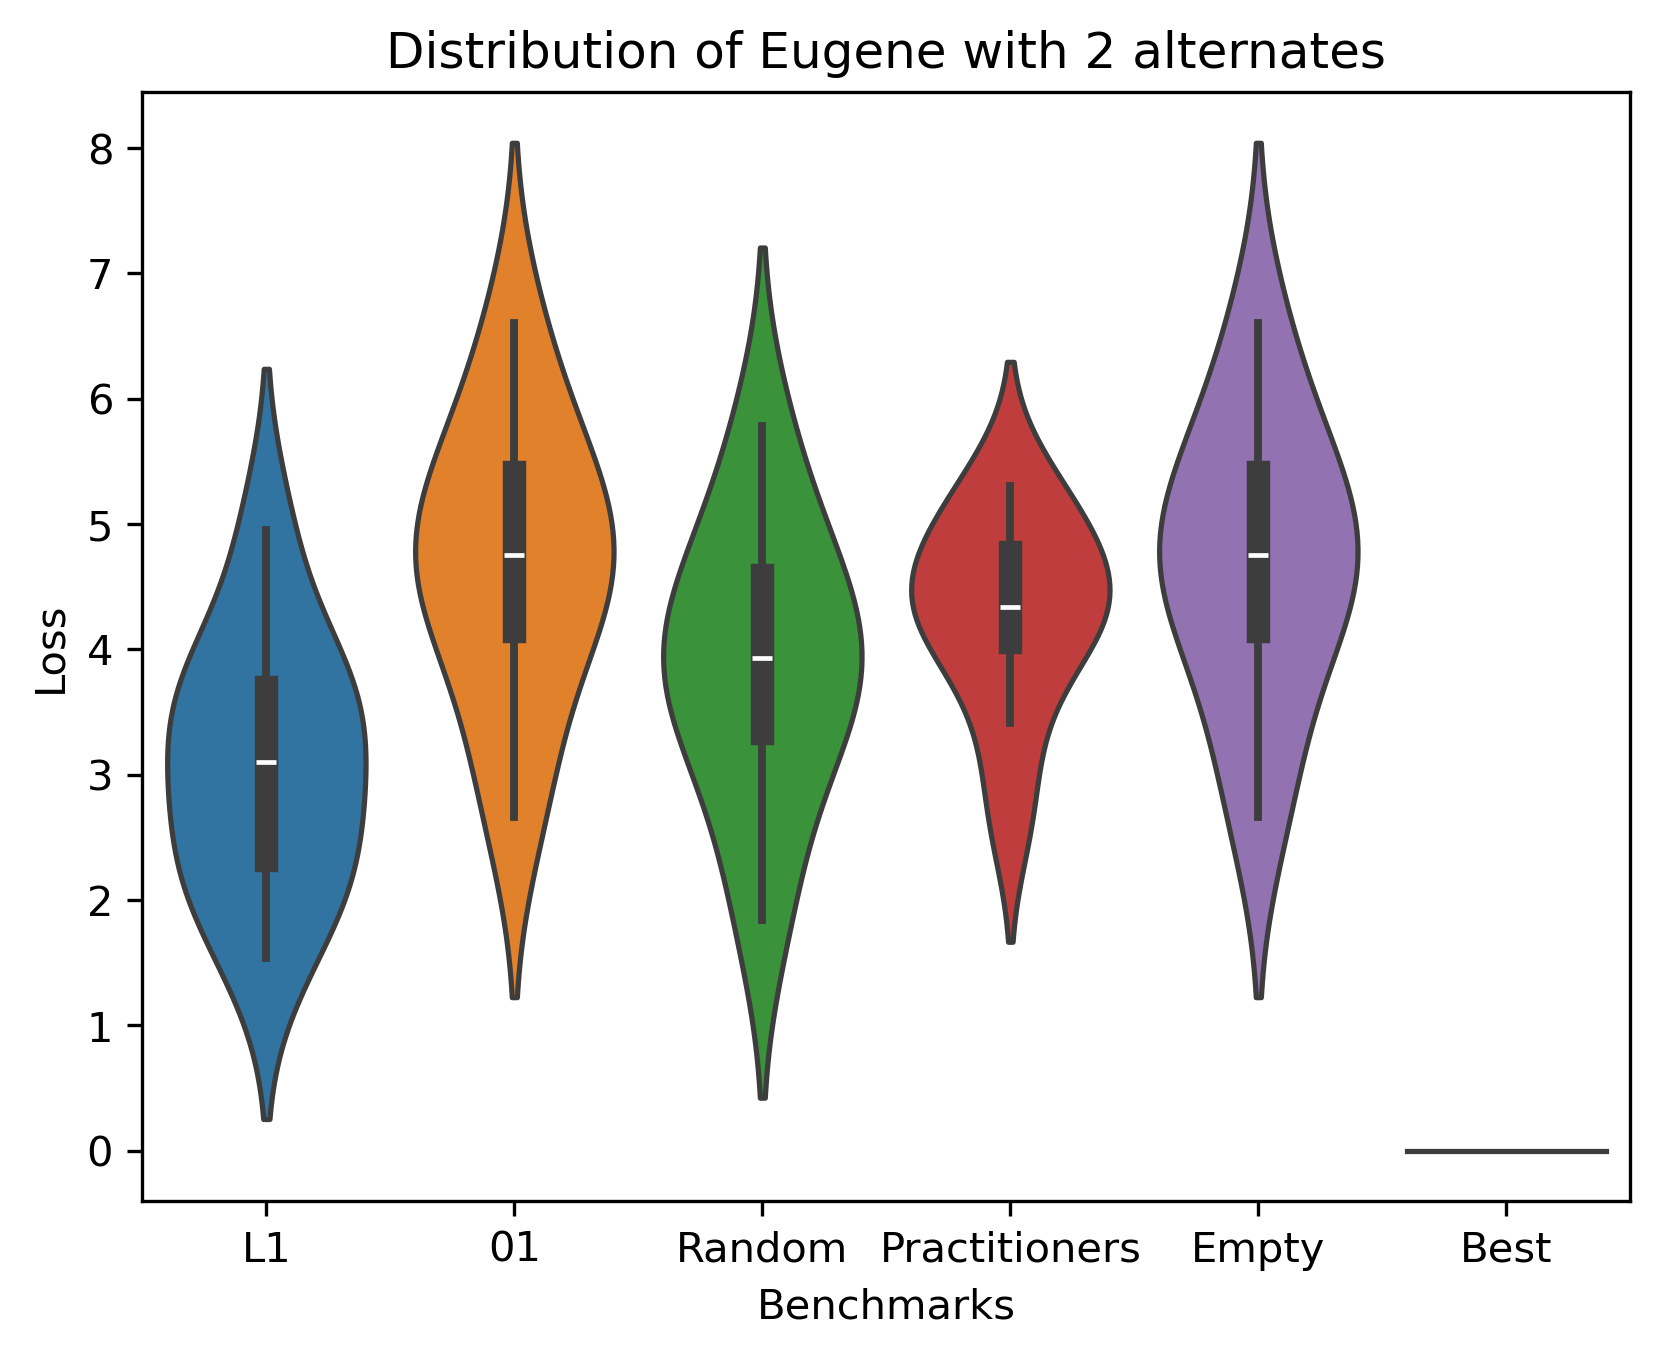 Distribution of Eugene with 2 alternates
8
7
6
5
4
3
2
1
0
Loss
L1 01 Random Practitioners Empty Best
Benchmarks